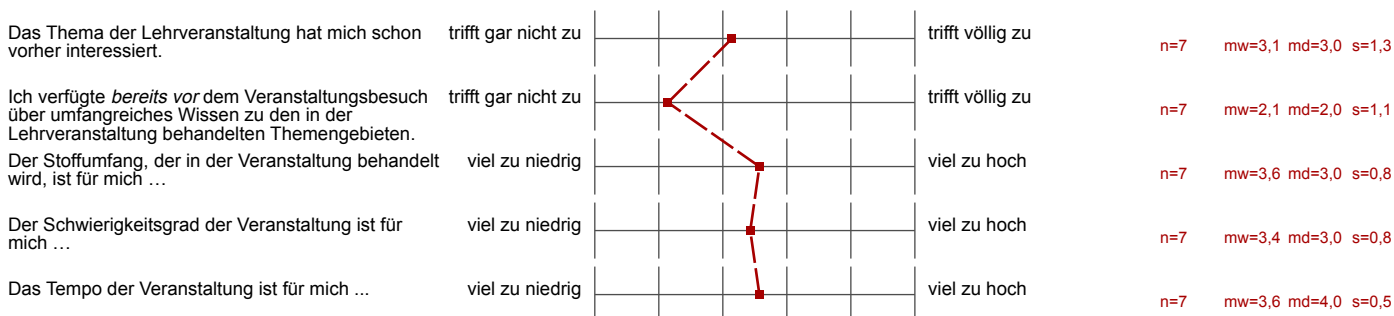 Das Thema der Lehrveranstaltung hat mich schon trifft gar nicht zu trifft völlig zu
vorher interessiert.
n=7 mw=3,1 md=3,0 s=1,3
Ich verfügte bereits vor dem Veranstaltungsbesuch trifft gar nicht zu trifft völlig zu
über umfangreiches Wissen zu den in der
n=7 mw=2,1 md=2,0 s=1,1
Lehrveranstaltung behandelten Themengebieten.
Der Stoffumfang, der in der Veranstaltung behandelt viel zu niedrig viel zu hoch
wird, ist für mich …
n=7 mw=3,6 md=3,0 s=0,8
Der Schwierigkeitsgrad der Veranstaltung ist für viel zu niedrig viel zu hoch
mich …
n=7 mw=3,4 md=3,0 s=0,8
Das Tempo der Veranstaltung ist für mich ... viel zu niedrig viel zu hoch
n=7 mw=3,6 md=4,0 s=0,5